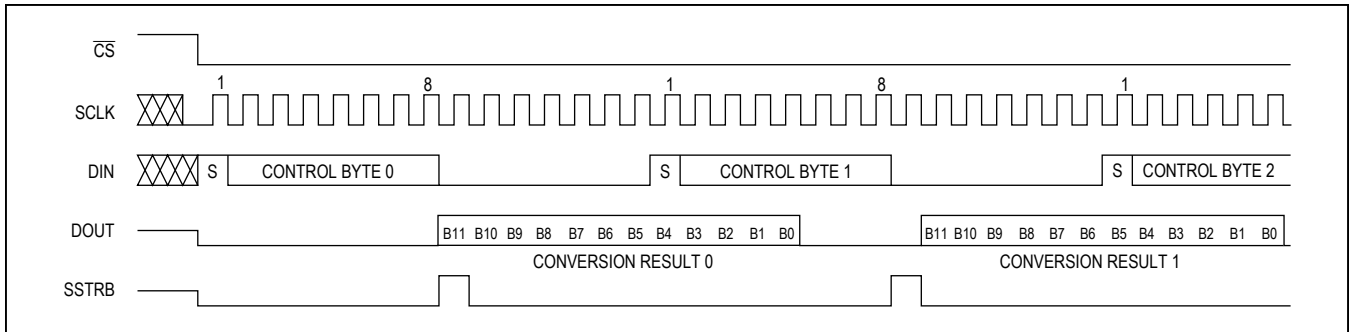 CS
1 8 1 8 1
SCLK
DIN S CONTROL BYTE 0 S CONTROL BYTE 1 S CONTROL BYTE 2
DOUT B11 B10 B9 B8 B7 B6 B5 B4 B3 B2 B1 B0 B11 B10 B9 B8 B7 B6 B5 B4 B3 B2 B1 B0
CONVERSION RESULT 0 CONVERSION RESULT 1
SSTRB